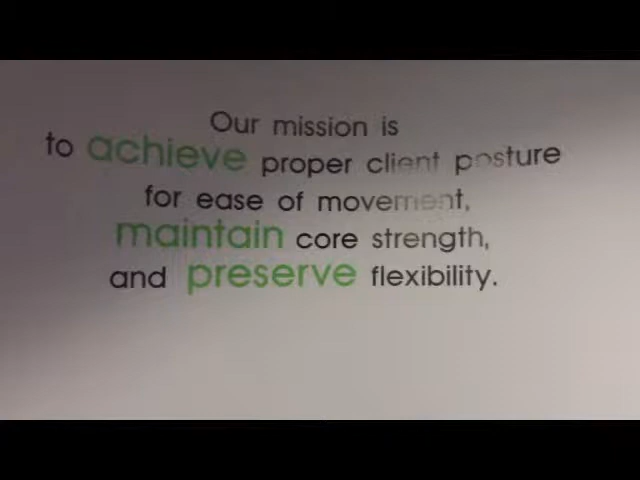 Our mission is
to achieve proper client posture
for ease of movement,
maintain core strength,
and preserve flexibility.